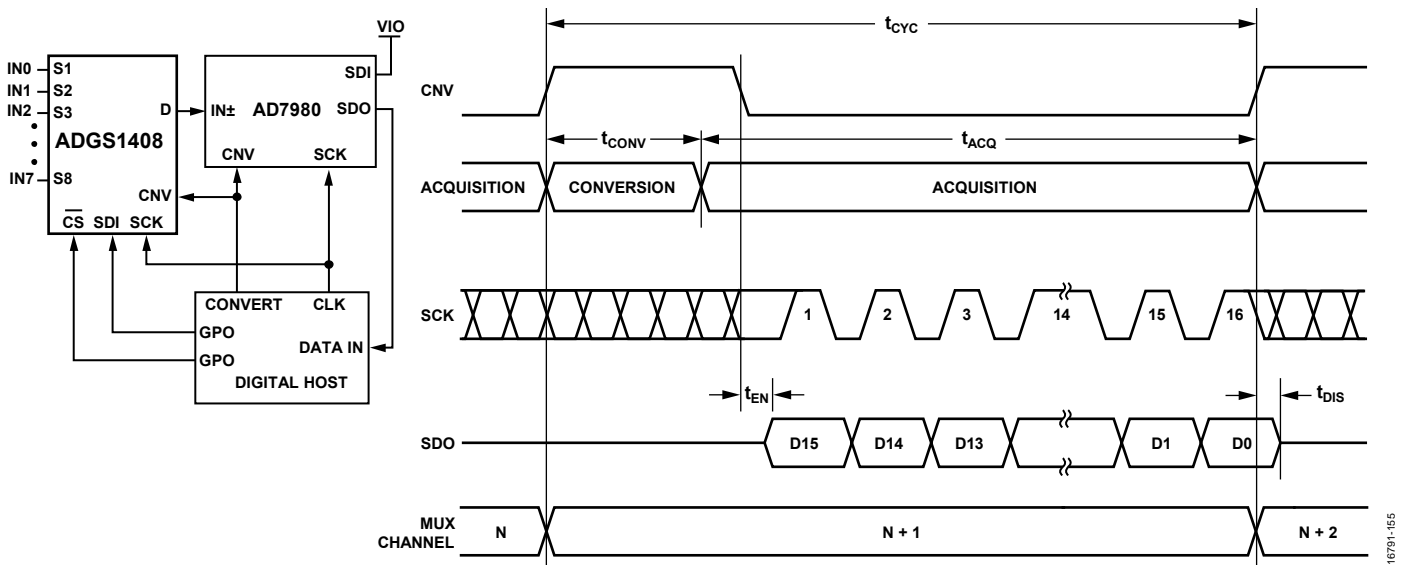 VIO
IN0 S1
IN1 S2
IN2 S3
IN7 S8
ADGS1408
D
CNV
CS SDI SCK
SDI
IN± AD7980 SDO
CNV SCK
CONVERT CLK
GPO
GPO
DATA IN
DIGITAL HOST
tCYC
CNV
tCONV tACQ
ACQUISITION CONVERSION ACQUISITION
SCK 1 2 3 14 15 16
tEN tDIS
SDO D15 D14 D13 D1 D0
MUX
CHANNEL
N N + 1 N + 2
16791-155